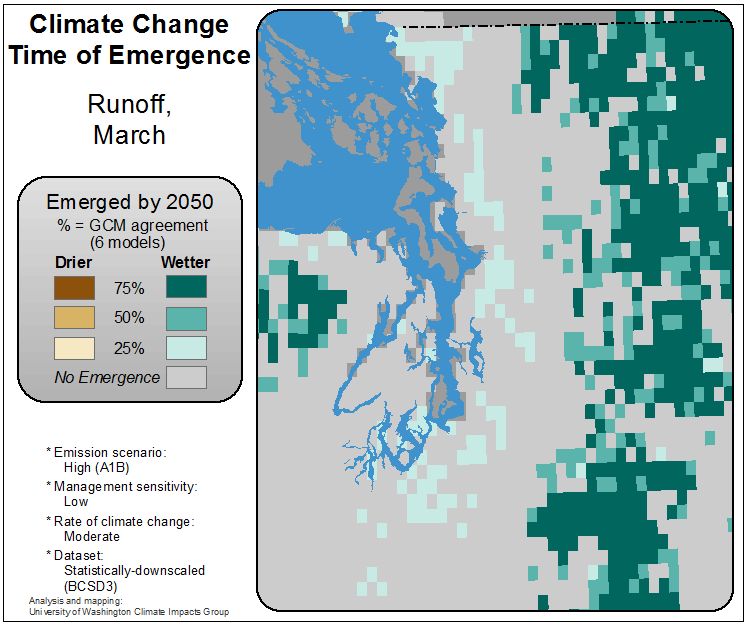 Climate Change
Time of Emergence
Runoff,
March
Emerged by 2050
% = GCM agreement
(6 models)
Drier Wetter
75%
50%
25%
No Emergence
* Emission scenario:
High (A1B)
* Management sensitivity:
Low
* Rate of climate change:
Moderate
* Dataset:
Statistically-downscaled
(BCSD3)
Analysis and mapping:
University of Washington Climate Impacts Group